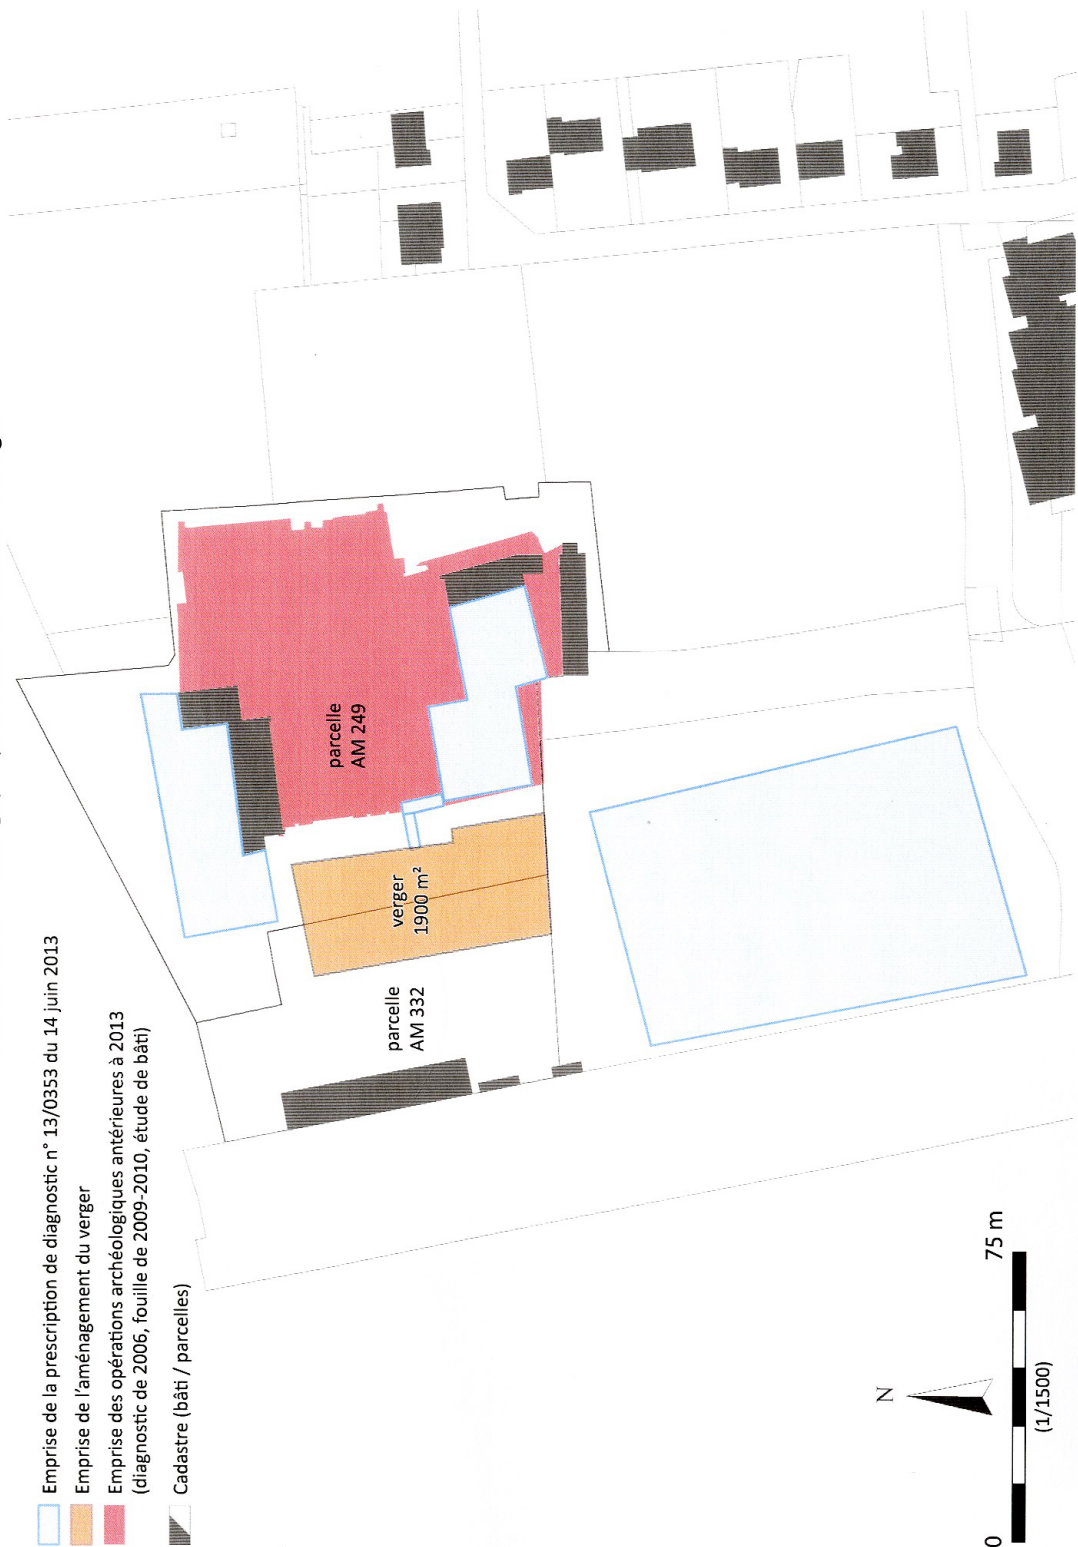 Emprise de la prescription de diagnostic n° 13/0353 du 14 juin 2013
Emprise de l'aménagement du verger
Emprise des opérations archéologiques antérieures à 2013
(diagnostic de 2006, fouille de 2009-2010, étude de bâti)
Cadastre (bâti / parcelles)
parcelle
AM 249
verger
1900 m²
parcelle
AM 332
N
0
75 m
(1/1500)